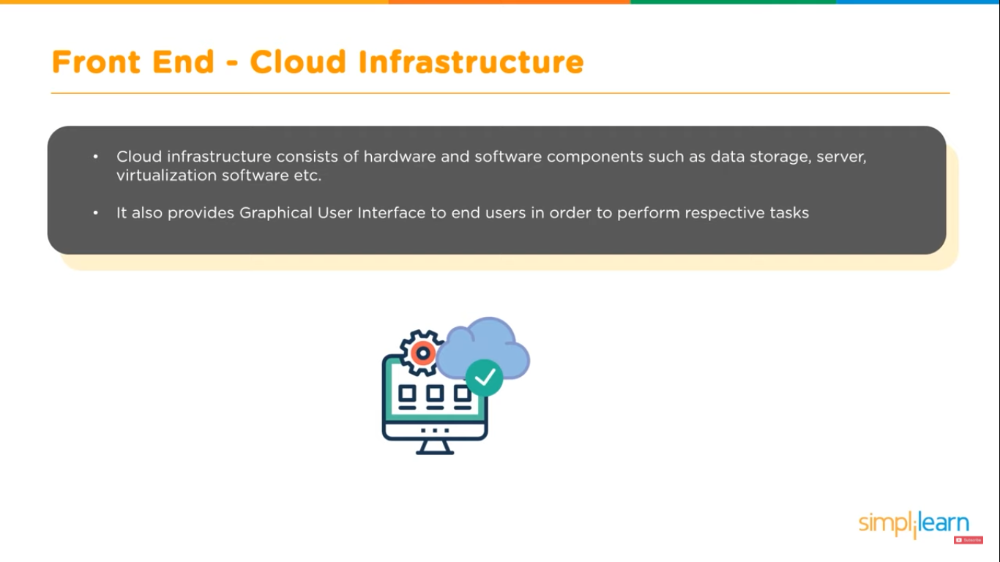 Front End - Cloud Infrastructure
• Cloud infrastructure consists of hardware and software components such as data storage, server,
virtualization software etc.
• It also provides Graphical User Interface to end users in order to perform respective tasks
simplilearn
Subscribe